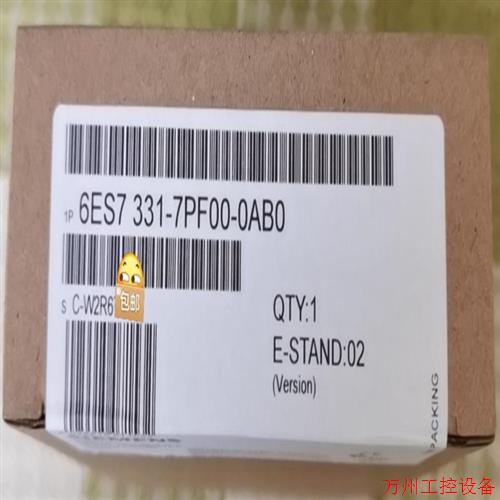 1P 6ES7 331-7PF00-0AB0
S C-W2R6
包邮
QTY:1
E-STAND:02
(Version)
PACKING
万州工控设备